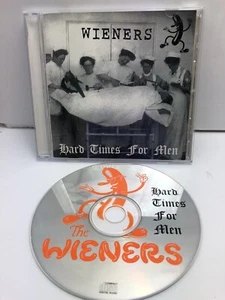 WIENERS
Hard Times For Men
The
WIENERS
Hard
Times
For
Men